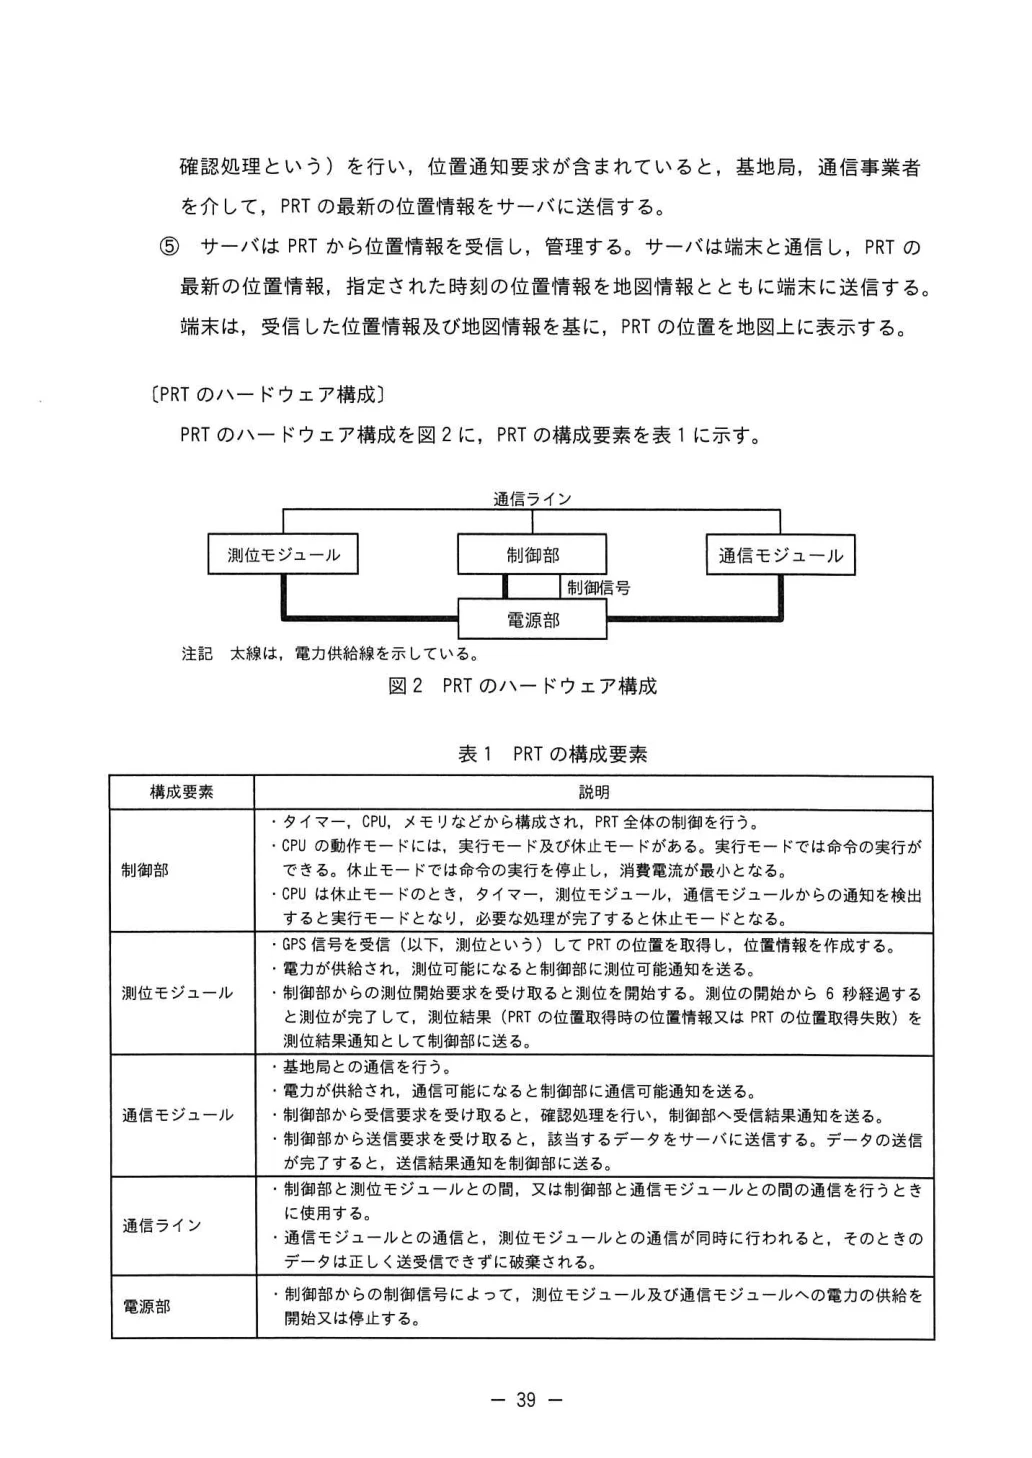 確認処理という）を行い，位置通知要求が含まれていると，基地局，通信事業者
を介して，PRT の最新の位置情報をサーバに送信する。
⑤　サーバは PRT から位置情報を受信し，管理する。サーバは端末と通信し，PRT の
最新の位置情報，指定された時刻の位置情報を地図情報とともに端末に送信する。
端末は，受信した位置情報及び地図情報を基に，PRT の位置を地図上に表示する。
〔PRT のハードウェア構成〕
PRT のハードウェア構成を図 2 に，PRT の構成要素を表 1 に示す。
通信ライン
測位モジュール
制御部
通信モジュール
制御信号
電源部
注記　太線は，電力供給線を示している。
図 2　PRT のハードウェア構成
表 1　PRT の構成要素
構成要素
説明
制御部
・タイマー，CPU，メモリなどから構成され，PRT 全体の制御を行う。
・CPU の動作モードには，実行モード及び休止モードがある。実行モードでは命令の実行が
できる。休止モードでは命令の実行を停止し，消費電流が最小となる。
・CPU は休止モードのとき，タイマー，測位モジュール，通信モジュールからの通知を検出
すると実行モードとなり，必要な処理が完了すると休止モードとなる。
測位モジュール
・GPS 信号を受信（以下，測位という）して PRT の位置を取得し，位置情報を作成する。
・電力が供給され，測位可能になると制御部に測位可能通知を送る。
・制御部からの測位開始要求を受け取ると測位を開始する。測位の開始から 6 秒経過する
と測位が完了して，測位結果（PRT の位置取得時の位置情報又は PRT の位置取得失敗）を
測位結果通知として制御部に送る。
通信モジュール
・基地局との通信を行う。
・電力が供給され，通信可能になると制御部に通信可能通知を送る。
・制御部から受信要求を受け取ると，確認処理を行い，制御部へ受信結果通知を送る。
・制御部から送信要求を受け取ると，該当するデータをサーバに送信する。データの送信
が完了すると，送信結果通知を制御部に送る。
通信ライン
・制御部と測位モジュールとの間，又は制御部と通信モジュールとの間の通信を行うとき
に使用する。
・通信モジュールとの通信と，測位モジュールとの通信が同時に行われると，そのときの
データは正しく送受信できずに破棄される。
電源部
・制御部からの制御信号によって，測位モジュール及び通信モジュールへの電力の供給を
開始又は停止する。
― 39 ―